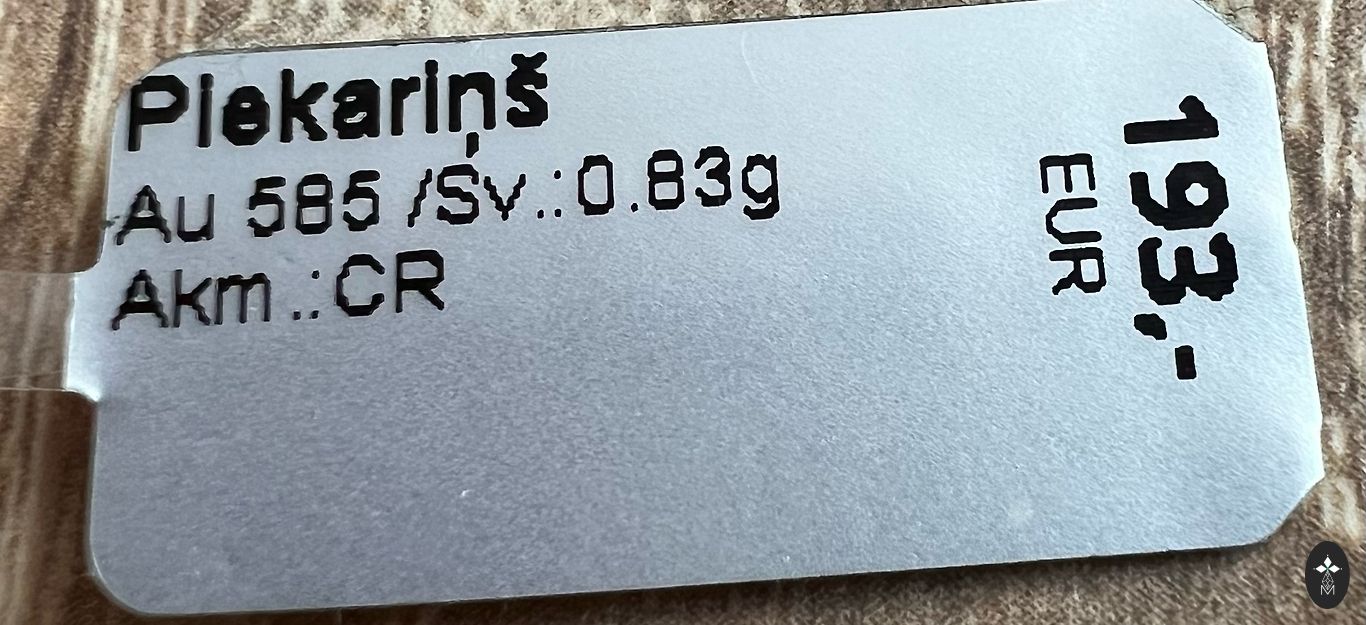 Piekariņš
Au 585 /Sv.:0.83g
Akm.:CR
193,-
EUR
M